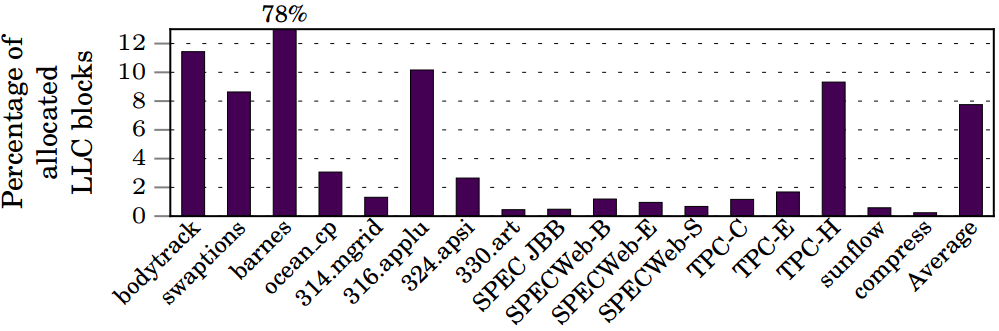 78%
Percentage of
allocated
LLC blocks
12
10
8
6
4
2
0
bodytrack
swaptions
barnes
ocean_cp
314.mgrid
316.applu
324.apsi
330.art
SPEC JBB
SPECWeb-B
SPECWeb-E
SPECWeb-S
TPC-C
TPC-E
TPC-H
sunflow
compress
Average